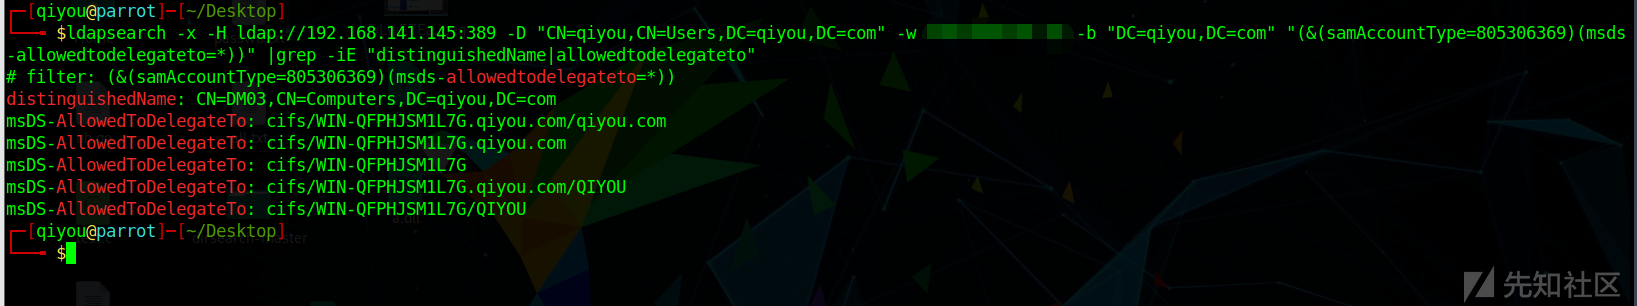 ┌─[qiyou@parrot]─[~/Desktop]
└──╼ $ldapsearch -x -H ldap://192.168.141.145:389 -D "CN=qiyou,CN=Users,DC=qiyou,DC=com" -w -b "DC=qiyou,DC=com" "(&(samAccountType=805306369)(msds
-allowedtodelegateto=*))" |grep -iE "distinguishedName|allowedtodelegateto"
# filter: (&(samAccountType=805306369)(msds-allowedtodelegateto=*))
distinguishedName: CN=DM03,CN=Computers,DC=qiyou,DC=com
msDS-AllowedToDelegateTo: cifs/WIN-QFPHJSM1L7G.qiyou.com/qiyou.com
msDS-AllowedToDelegateTo: cifs/WIN-QFPHJSM1L7G.qiyou.com
msDS-AllowedToDelegateTo: cifs/WIN-QFPHJSM1L7G
msDS-AllowedToDelegateTo: cifs/WIN-QFPHJSM1L7G.qiyou.com/QIYOU
msDS-AllowedToDelegateTo: cifs/WIN-QFPHJSM1L7G/QIYOU
┌─[qiyou@parrot]─[~/Desktop]
└──╼ $
先知社区